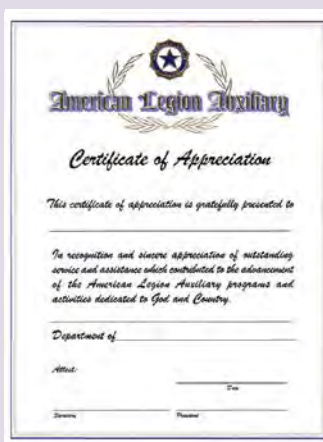 American Legion Auxiliary
Certificate of Appreciation
This certificate of appreciation is gratefully presented to
In recognition and sincere appreciation of outstanding
service and assistance which contributed to the advancement
of the American Legion Auxiliary programs and
activities dedicated to God and Country.
Department of
Attest:
Date
Secretary President